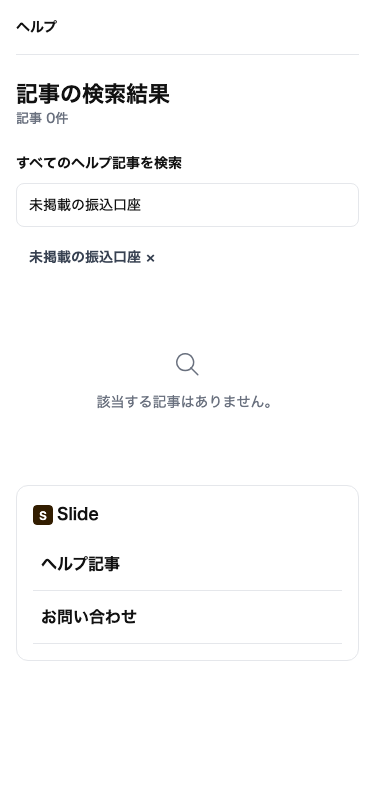 ヘルプ
記事の検索結果
記事 0件
すべてのヘルプ記事を検索
未掲載の振込口座
未掲載の振込口座 ×
該当する記事はありません。
S Slide
ヘルプ記事
お問い合わせ